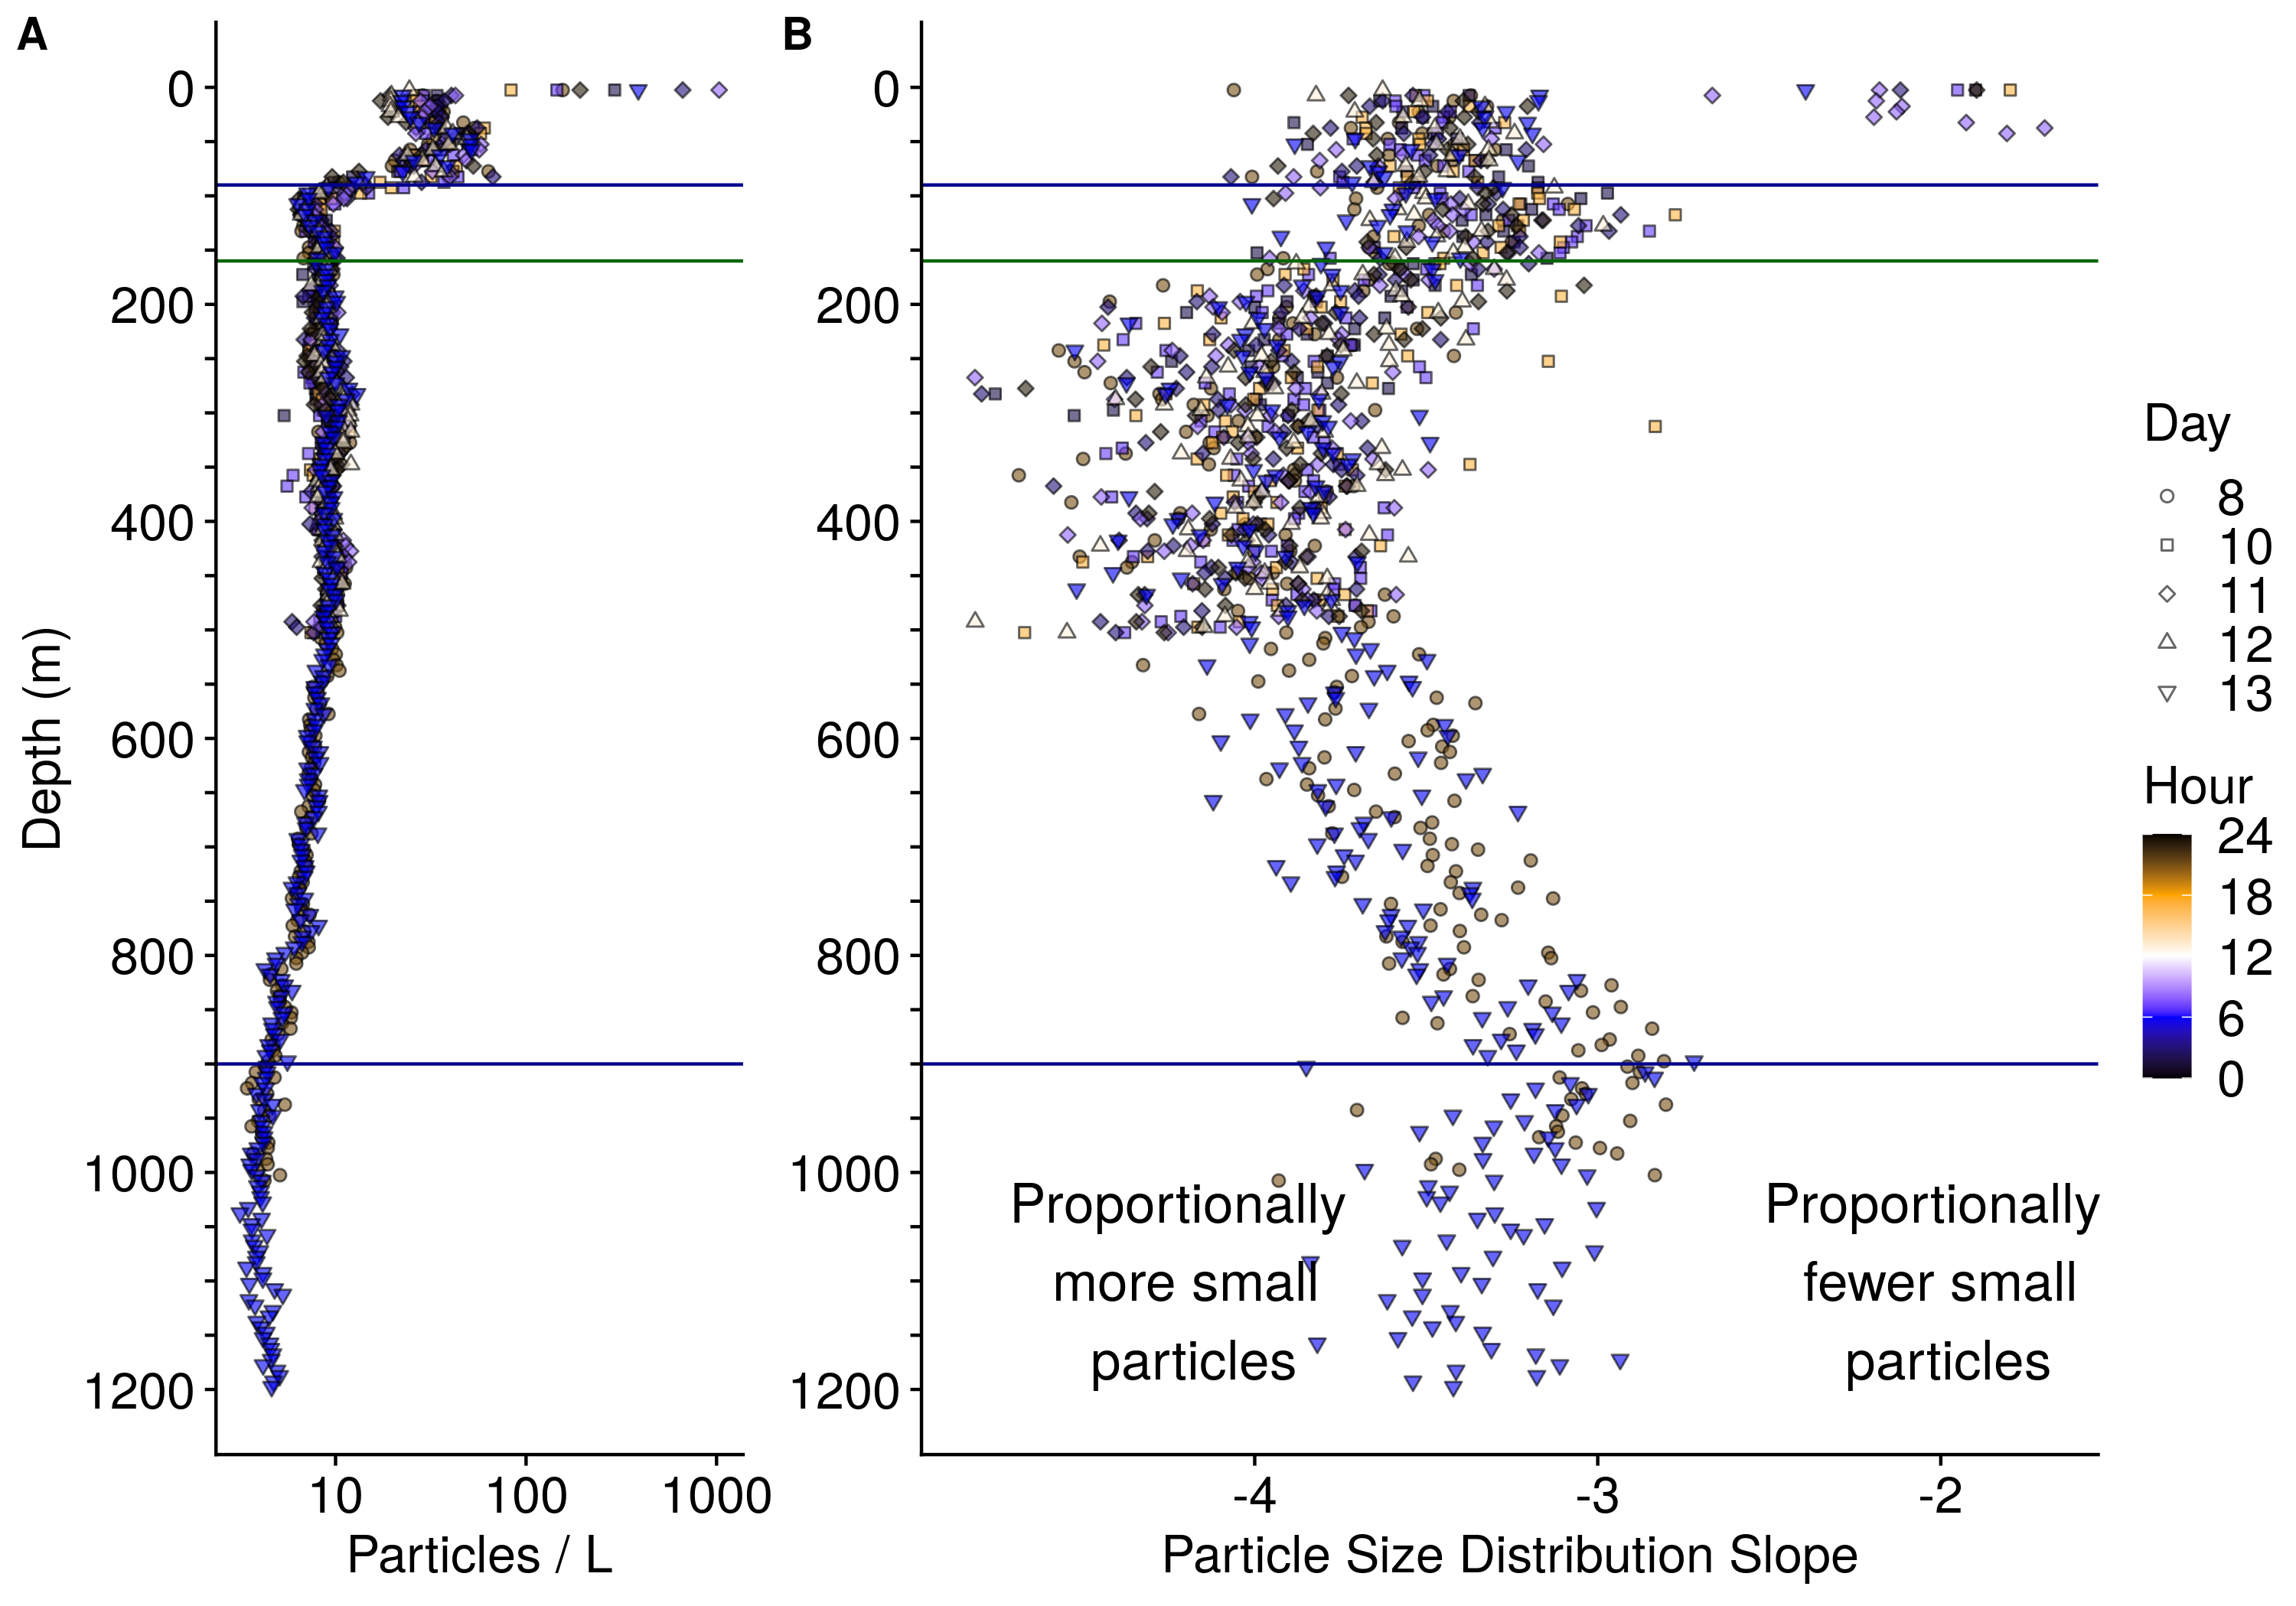 A
B
0
200
400
600
800
1000
1200
Depth (m)
10
100
1000
Particles / L
0
200
400
600
800
1000
1200
Proportionally
more small
particles
Proportionally
fewer small
particles
-4
-3
-2
Particle Size Distribution Slope
Day
8
10
11
12
13
Hour
24
18
12
6
0